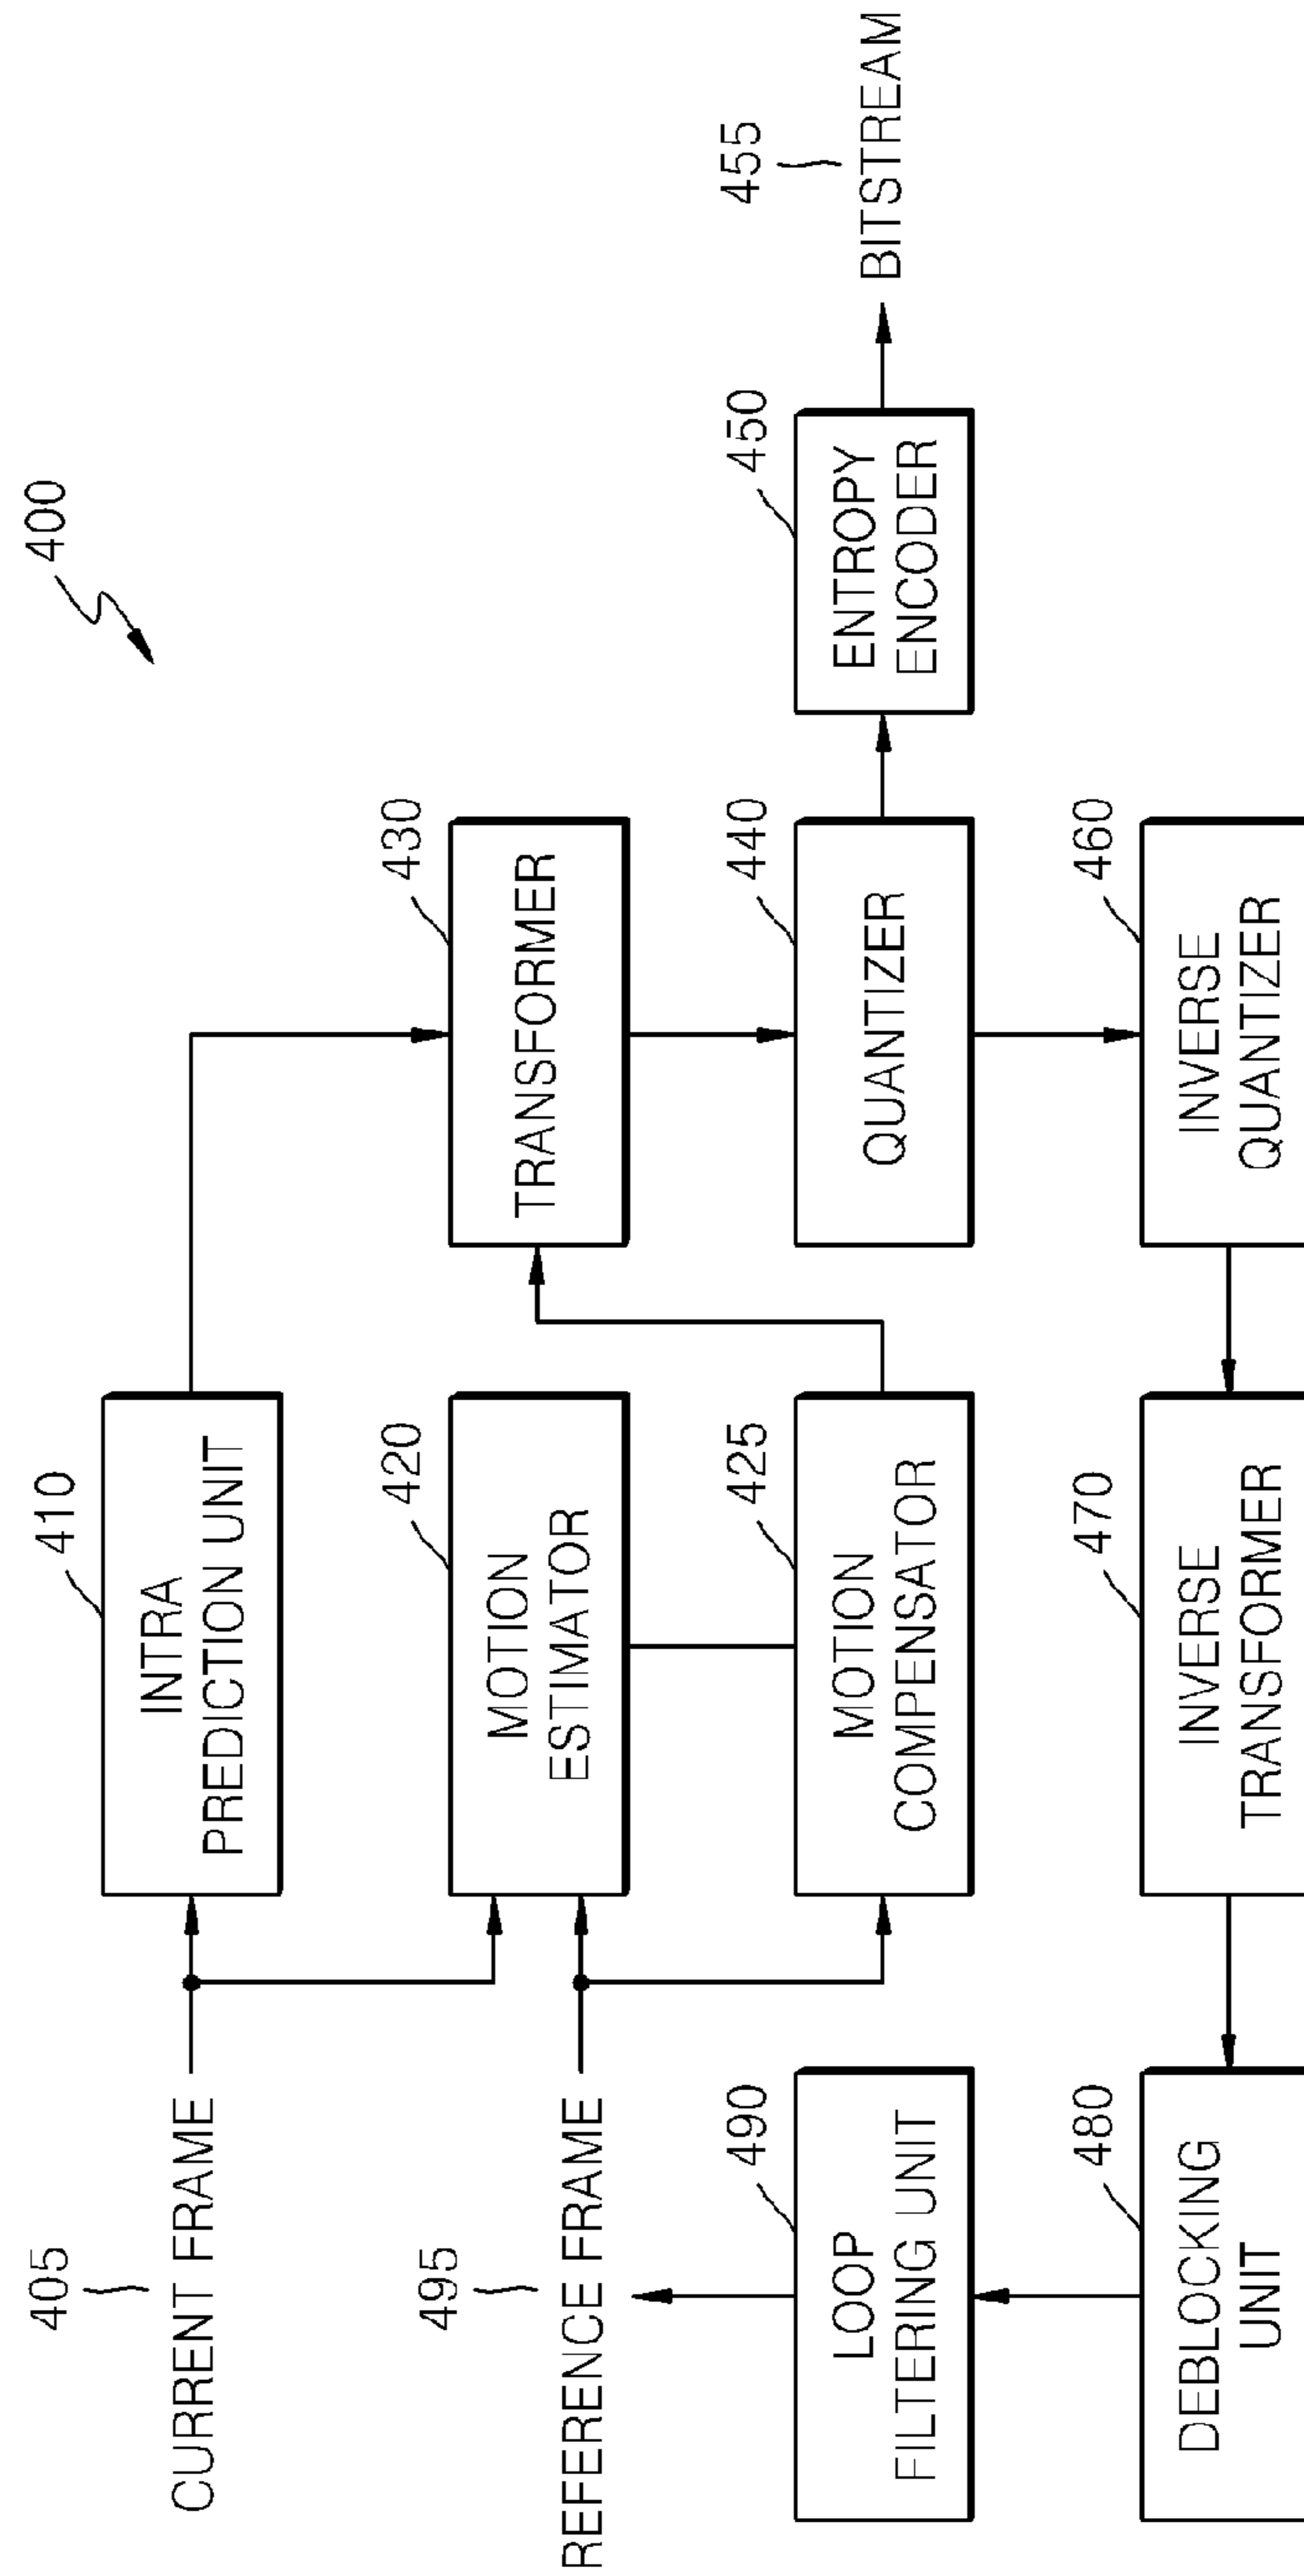 400
405
CURRENT FRAME
410
INTRA
PREDICTION UNIT
495
REFERENCE FRAME
420
MOTION
ESTIMATOR
430
TRANSFORMER
490
LOOP
FILTERING UNIT
425
MOTION
COMPENSATOR
440
QUANTIZER
450
ENTROPY
ENCODER
455
BITSTREAM
480
DEBLOCKING
UNIT
470
INVERSE
TRANSFORMER
460
INVERSE
QUANTIZER